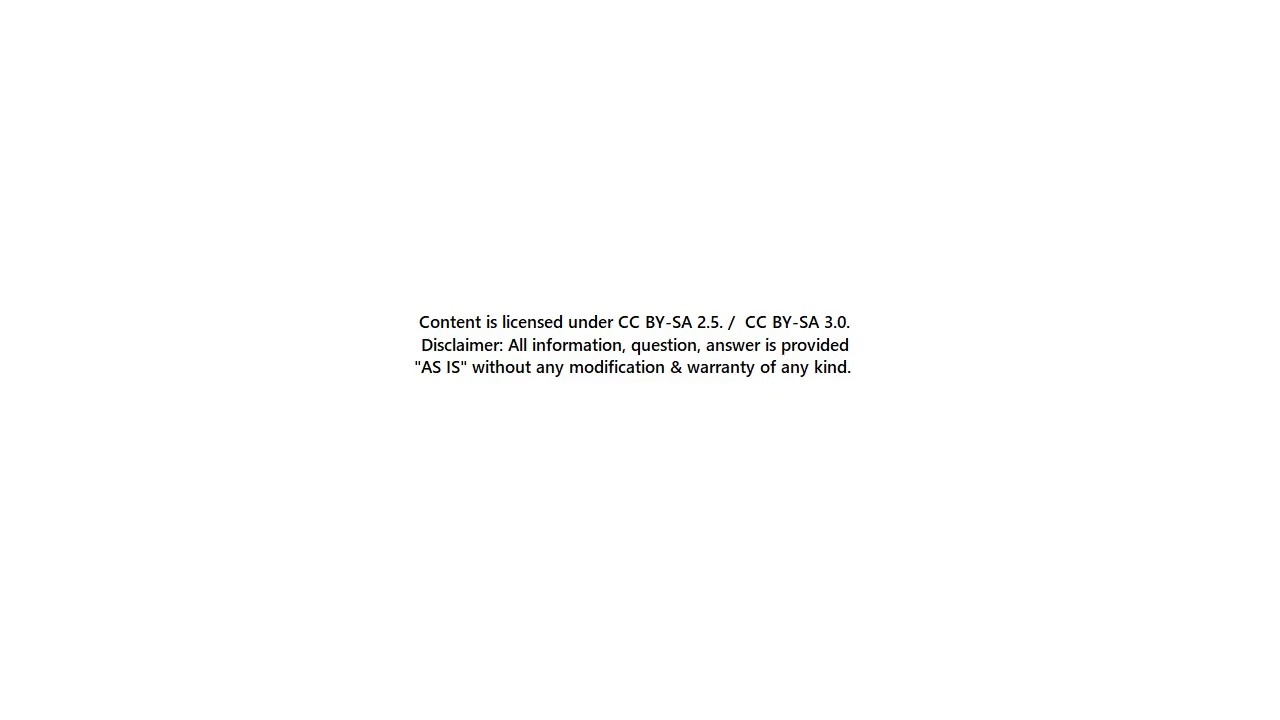 Content is licensed under CC BY-SA 2.5. /  CC BY-SA 3.0.
Disclaimer: All information, question, answer is provided
"AS IS" without any modification & warranty of any kind.